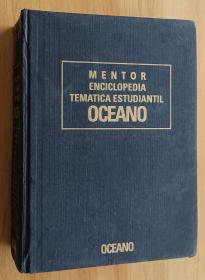 MENTOR
ENCICLOPEDIA
TEMATICA ESTUDIANTIL
OCEANO
OCEANO